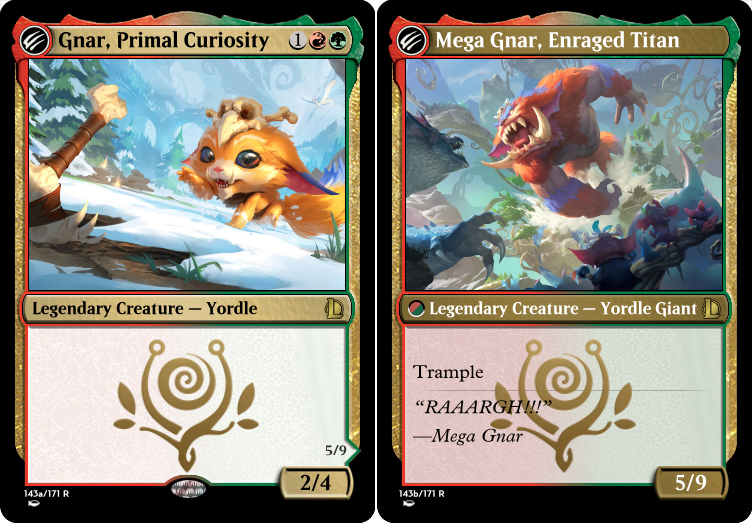 Gnar, Primal Curiosity 1
Legendary Creature — Yordle
5/9
2/4
143a/171 R
Mega Gnar, Enraged Titan
Legendary Creature — Yordle Giant
Trample
“RAAARGH!!!”
—Mega Gnar
5/9
143b/171 R